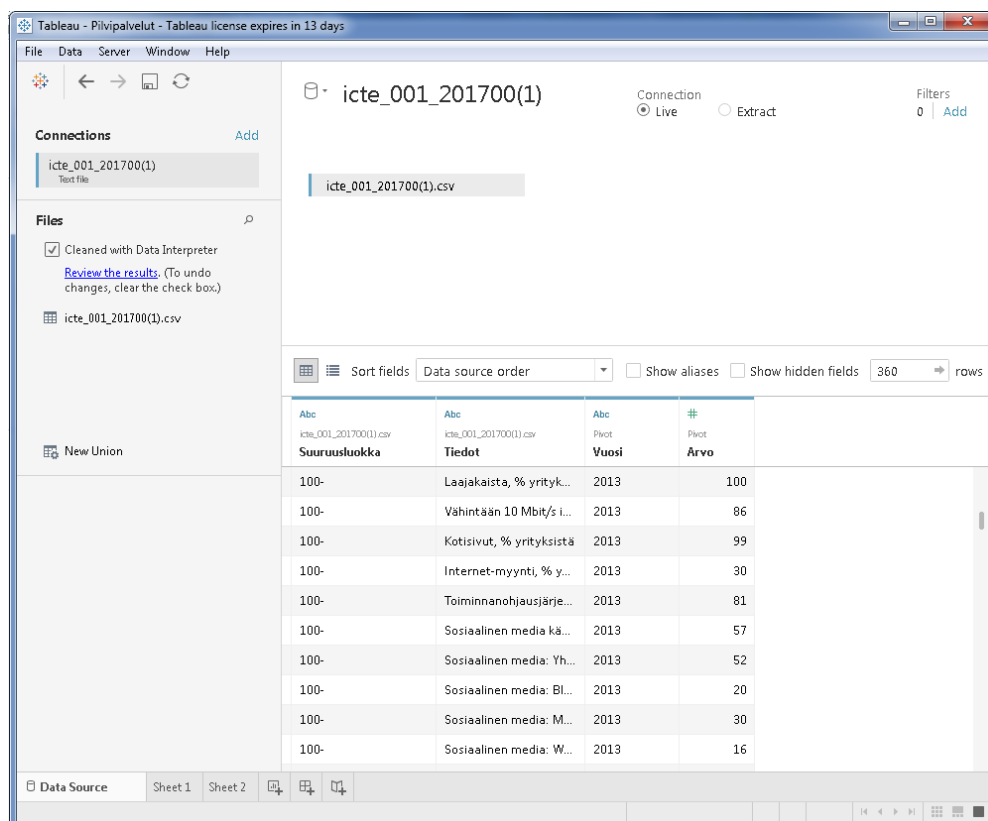 Tableau - Pilvipalvelut - Tableau license expires in 13 days
File Data Server Window Help
Connections Add
icte_001_201700(1)
Text file
Files
Cleaned with Data Interpreter
Review the results. (To undo
changes, clear the check box.)
icte_001_201700(1).csv
New Union
icte_001_201700(1)
Connection
Live Extract
Filters
0 Add
icte_001_201700(1).csv
Sort fields Data source order Show aliases Show hidden fields 360 rows
Abc Abc Abc #
icte_001_201700(1).csv icte_001_201700(1).csv Pivot Pivot
Suuruusluokka Tiedot Vuosi Arvo
100- Laajakaista, % yrityk... 2013 100
100- Vähintään 10 Mbit/s i... 2013 86
100- Kotisivut, % yrityksistä 2013 99
100- Internet-myynti, % y... 2013 30
100- Toiminnanohjausjärje... 2013 81
100- Sosiaalinen media kä... 2013 57
100- Sosiaalinen media: Yh... 2013 52
100- Sosiaalinen media: Bl... 2013 20
100- Sosiaalinen media: M... 2013 30
100- Sosiaalinen media: W... 2013 16
Data Source Sheet 1 Sheet 2